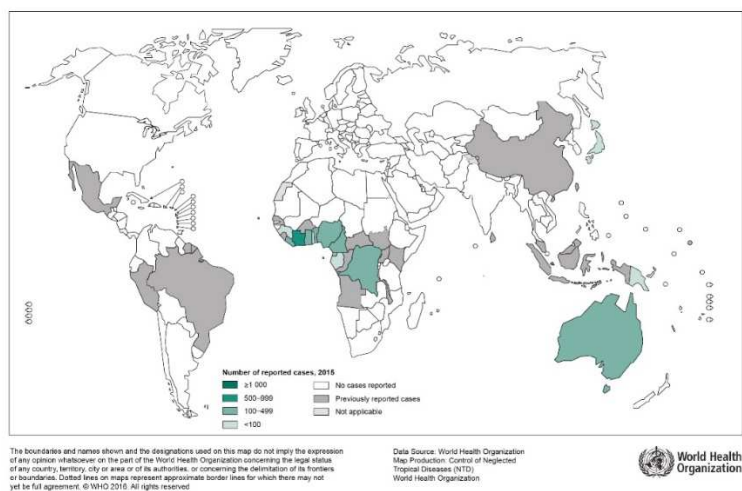 Number of reported cases, 2015
≥1 000
500–999
100–499
<100
No cases reported
Previously reported cases
Not applicable
The boundaries and names shown and the designations used on this map do not imply the expression
of any opinion whatsoever on the part of the World Health Organization concerning the legal status
of any country, territory, city or area or of its authorities, or concerning the delimitation of its frontiers
or boundaries. Dotted lines on maps represent approximate border lines for which there may not
yet be full agreement. © WHO 2016. All rights reserved
Data Source: World Health Organization
Map Production: Control of Neglected
Tropical Diseases (NTD)
World Health Organization
World Health
Organization